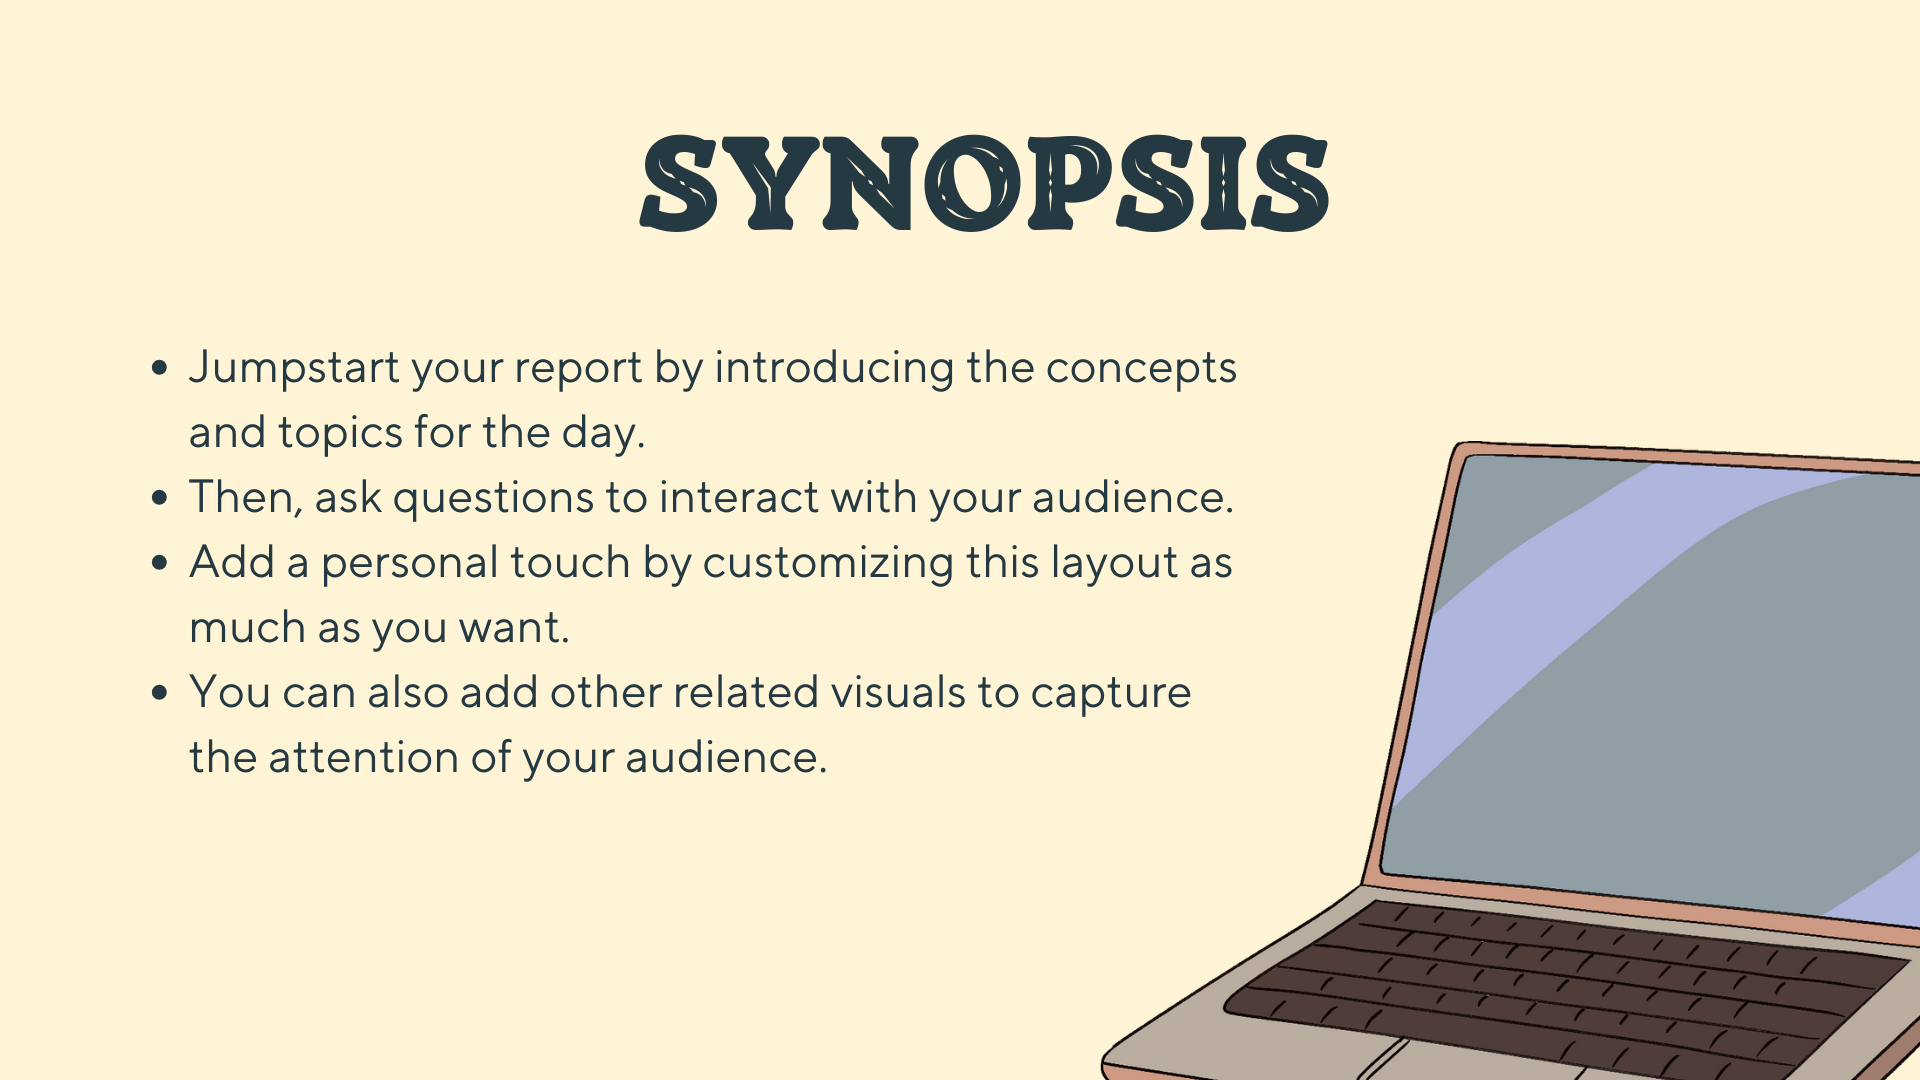 SYNOPSIS
• Jumpstart your report by introducing the concepts
and topics for the day.
• Then, ask questions to interact with your audience.
• Add a personal touch by customizing this layout as
much as you want.
• You can also add other related visuals to capture
the attention of your audience.